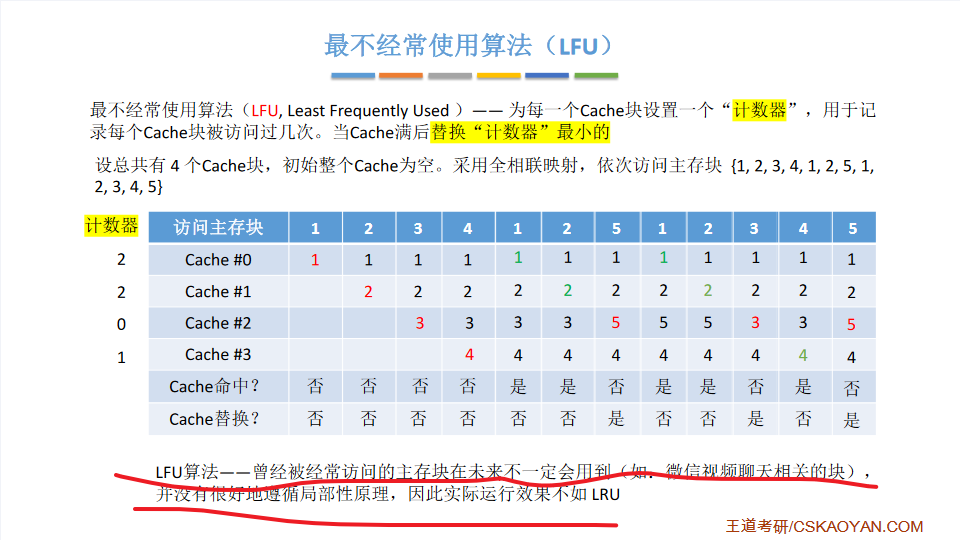 最不经常使用算法（LFU）
最不经常使用算法（LFU, Least Frequently Used ）—— 为每一个Cache块设置一个“计数器”，用于记
录每个Cache块被访问过几次。当Cache满后替换“计数器”最小的
设总共有 4 个Cache块，初始整个Cache为空。采用全相联映射，依次访问主存块 {1, 2, 3, 4, 1, 2, 5, 1,
2, 3, 4, 5}
计数器 访问主存块 1 2 3 4 1 2 5 1 2 3 4 5
2 Cache #0 1 1 1 1 1 1 1 1 1 1 1 1
2 Cache #1 2 2 2 2 2 2 2 2 2 2 2
0 Cache #2 3 3 3 3 5 5 5 3 3 5
1 Cache #3 4 4 4 4 4 4 4 4 4
Cache命中？ 否 否 否 否 是 是 否 是 是 否 是 否
Cache替换？ 否 否 否 否 否 否 是 否 否 是 否 是
LFU算法——曾经被经常访问的主存块在未来不一定会用到（如：微信视频聊天相关的块），
并没有很好地遵循局部性原理，因此实际运行效果不如 LRU
王道考研/CSKAOYAN.COM